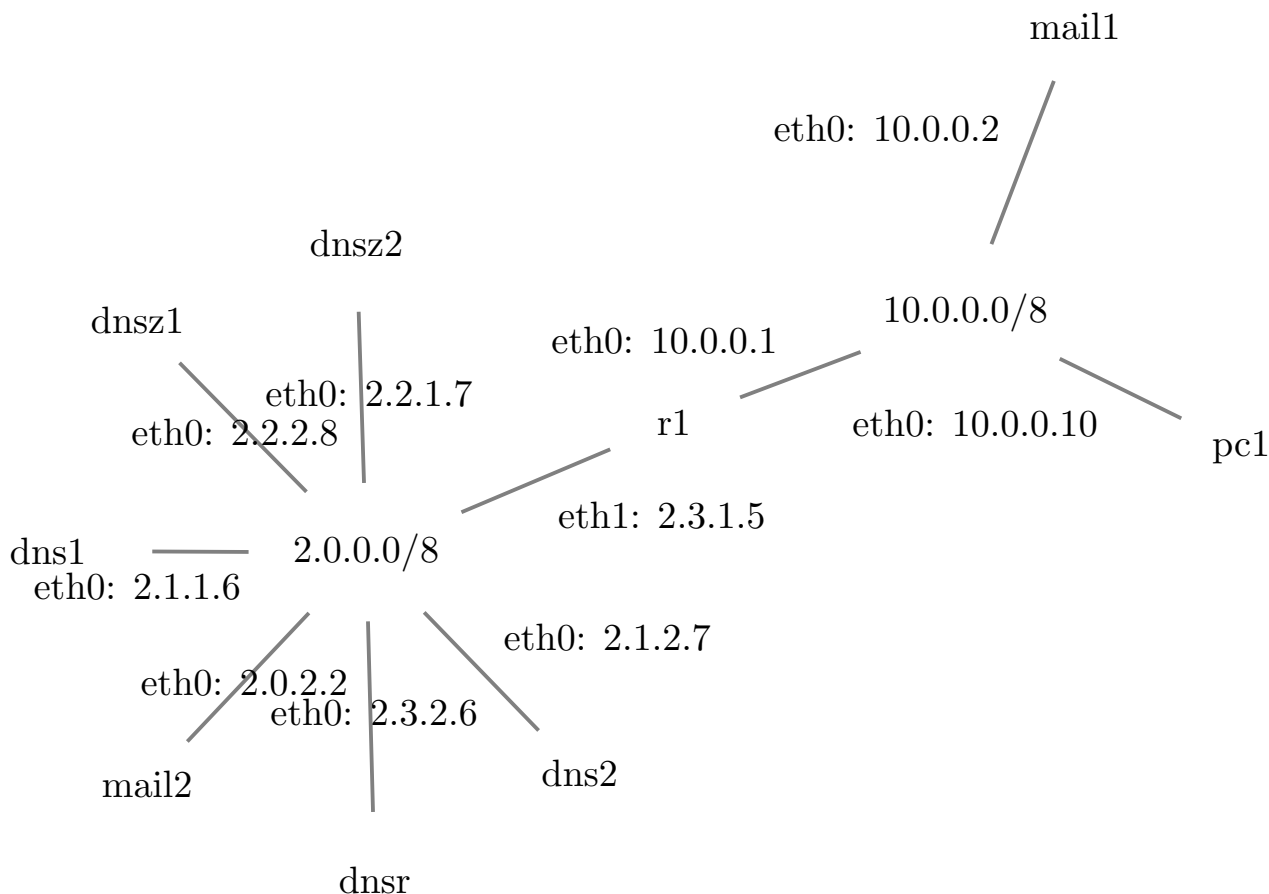 mail1
eth0: 10.0.0.2
dnsz2
10.0.0.0/8
dnsz1
eth0: 10.0.0.1
eth0: 2.2.1.7
r1
eth0: 10.0.0.10
eth0: 2.2.2.8
pc1
eth1: 2.3.1.5
dns1
2.0.0.0/8
eth0: 2.1.1.6
eth0: 2.1.2.7
eth0: 2.0.2.2
eth0: 2.3.2.6
dns2
mail2
dnsr